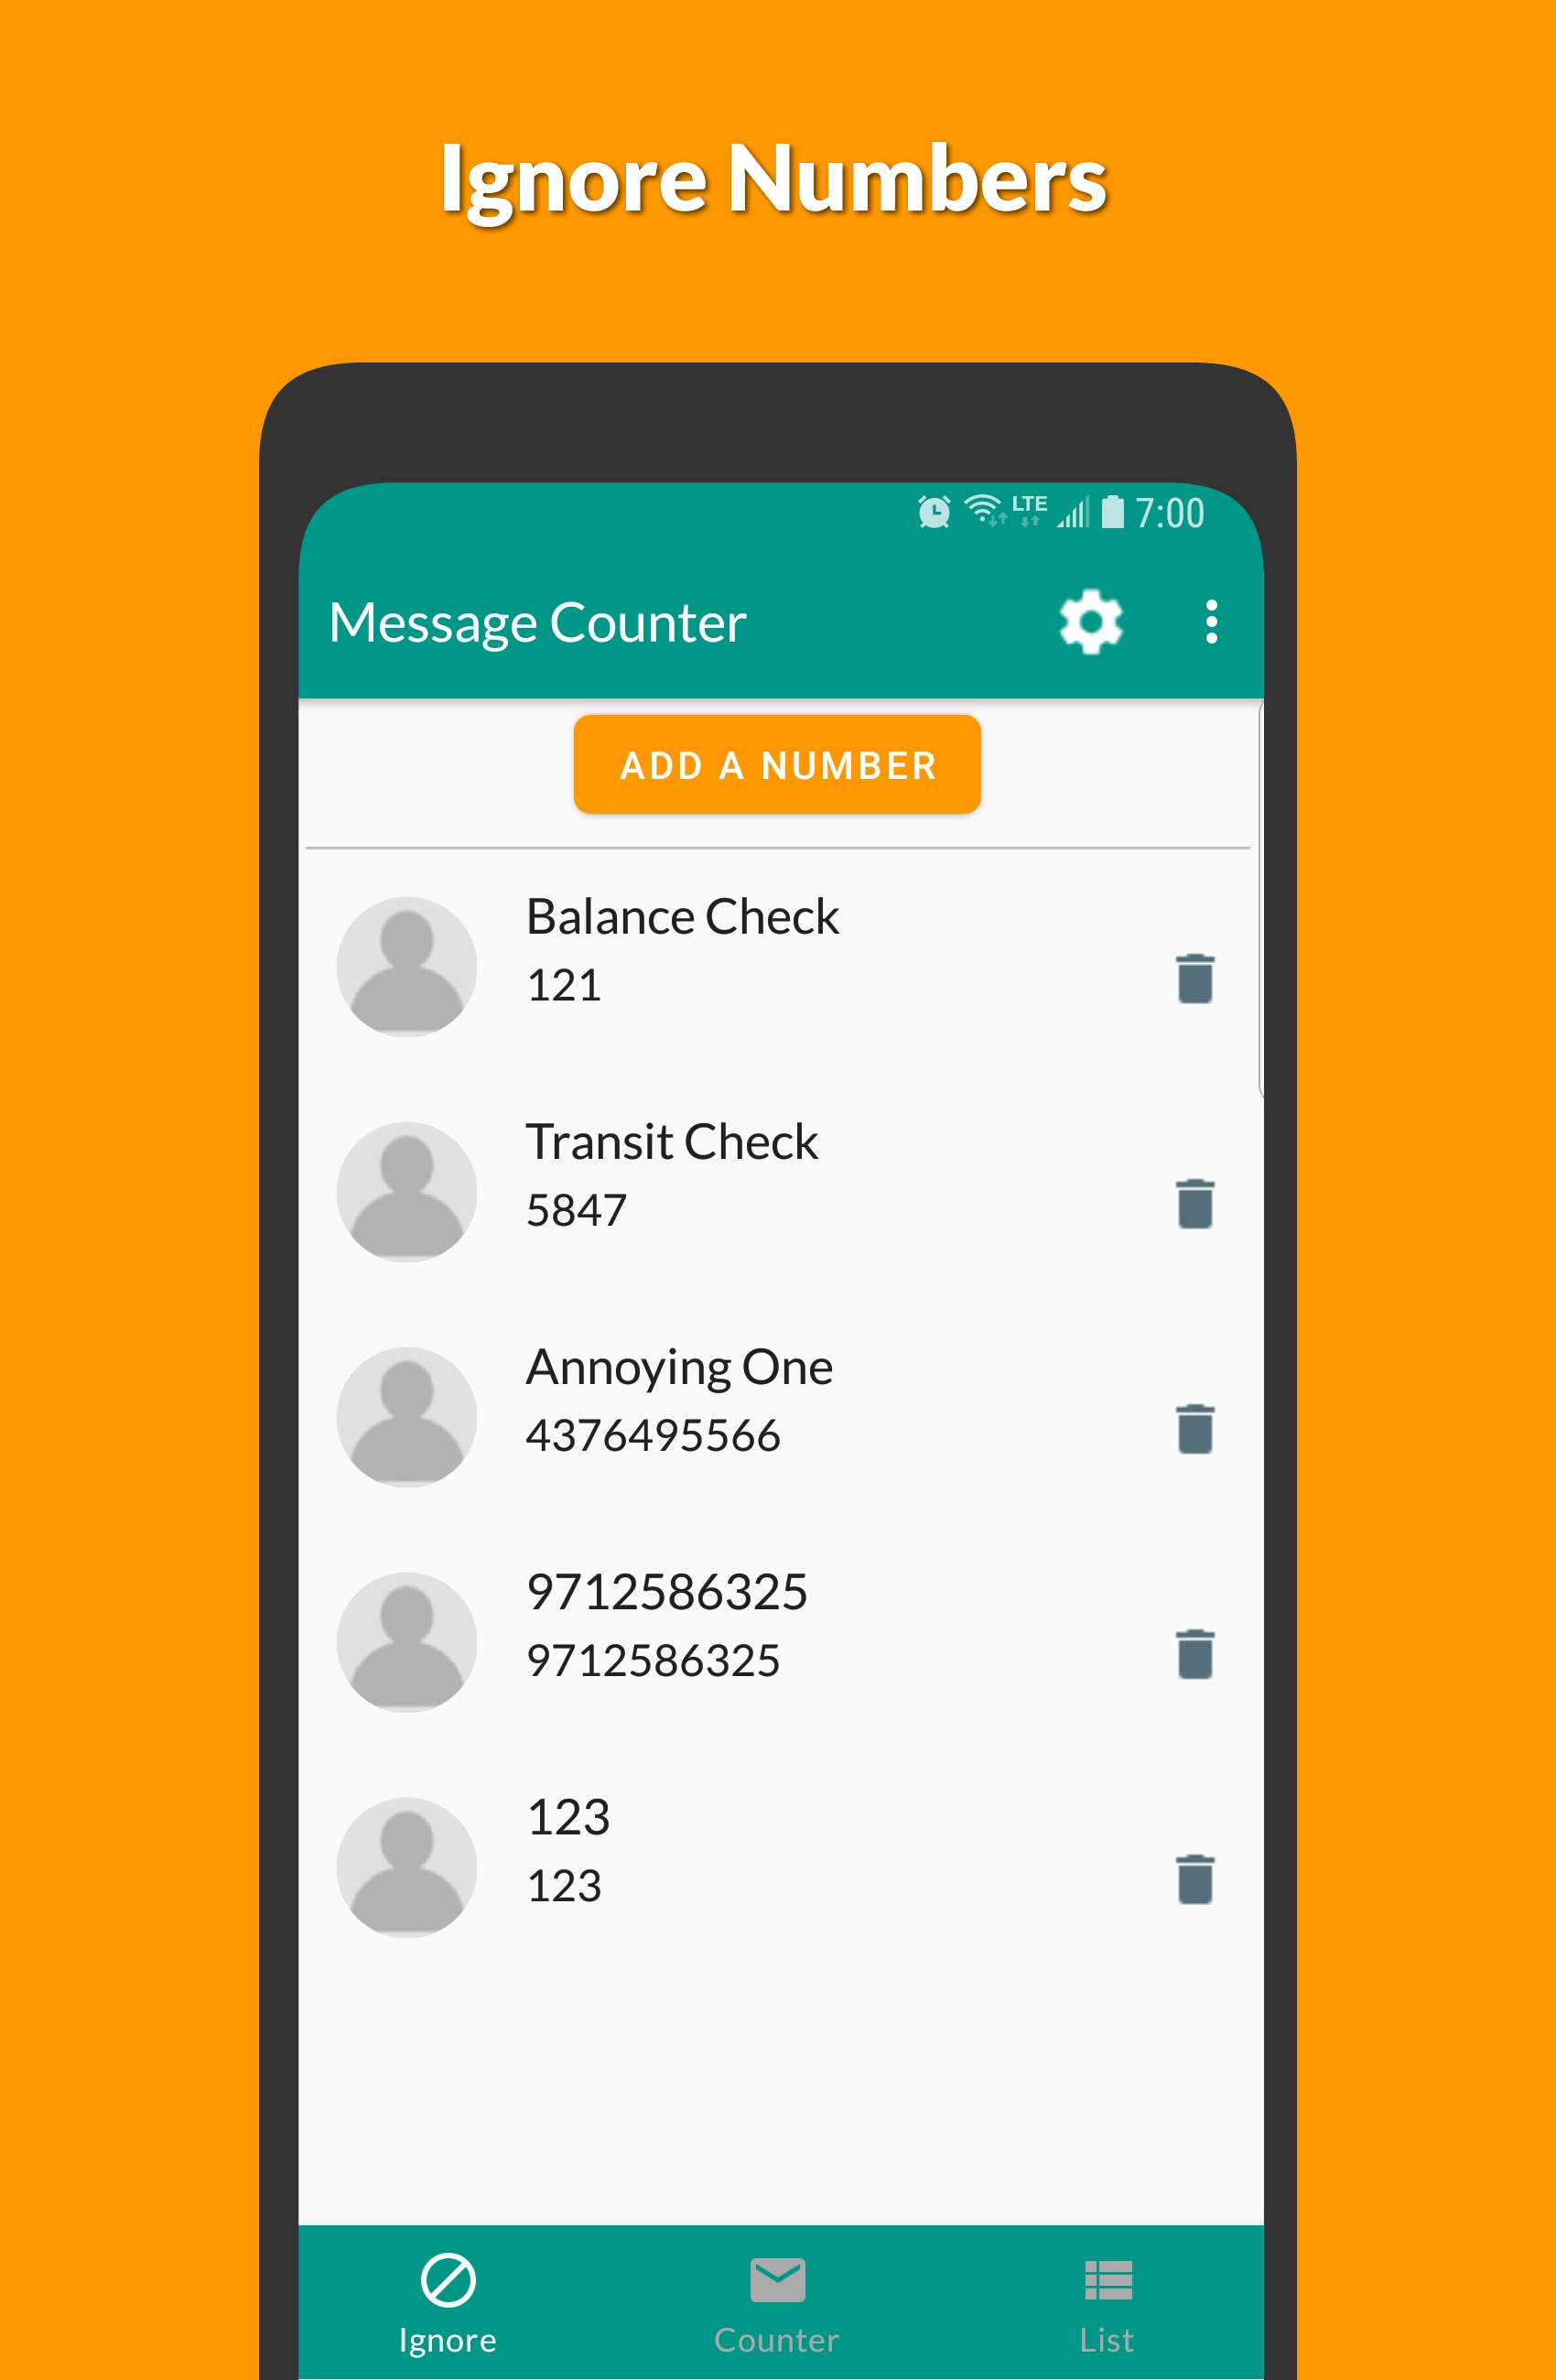 Ignore Numbers
LTE 7:00
Message Counter
ADD A NUMBER
Balance Check
121
Transit Check
5847
Annoying One
4376495566
9712586325
9712586325
123
123
Ignore Counter List